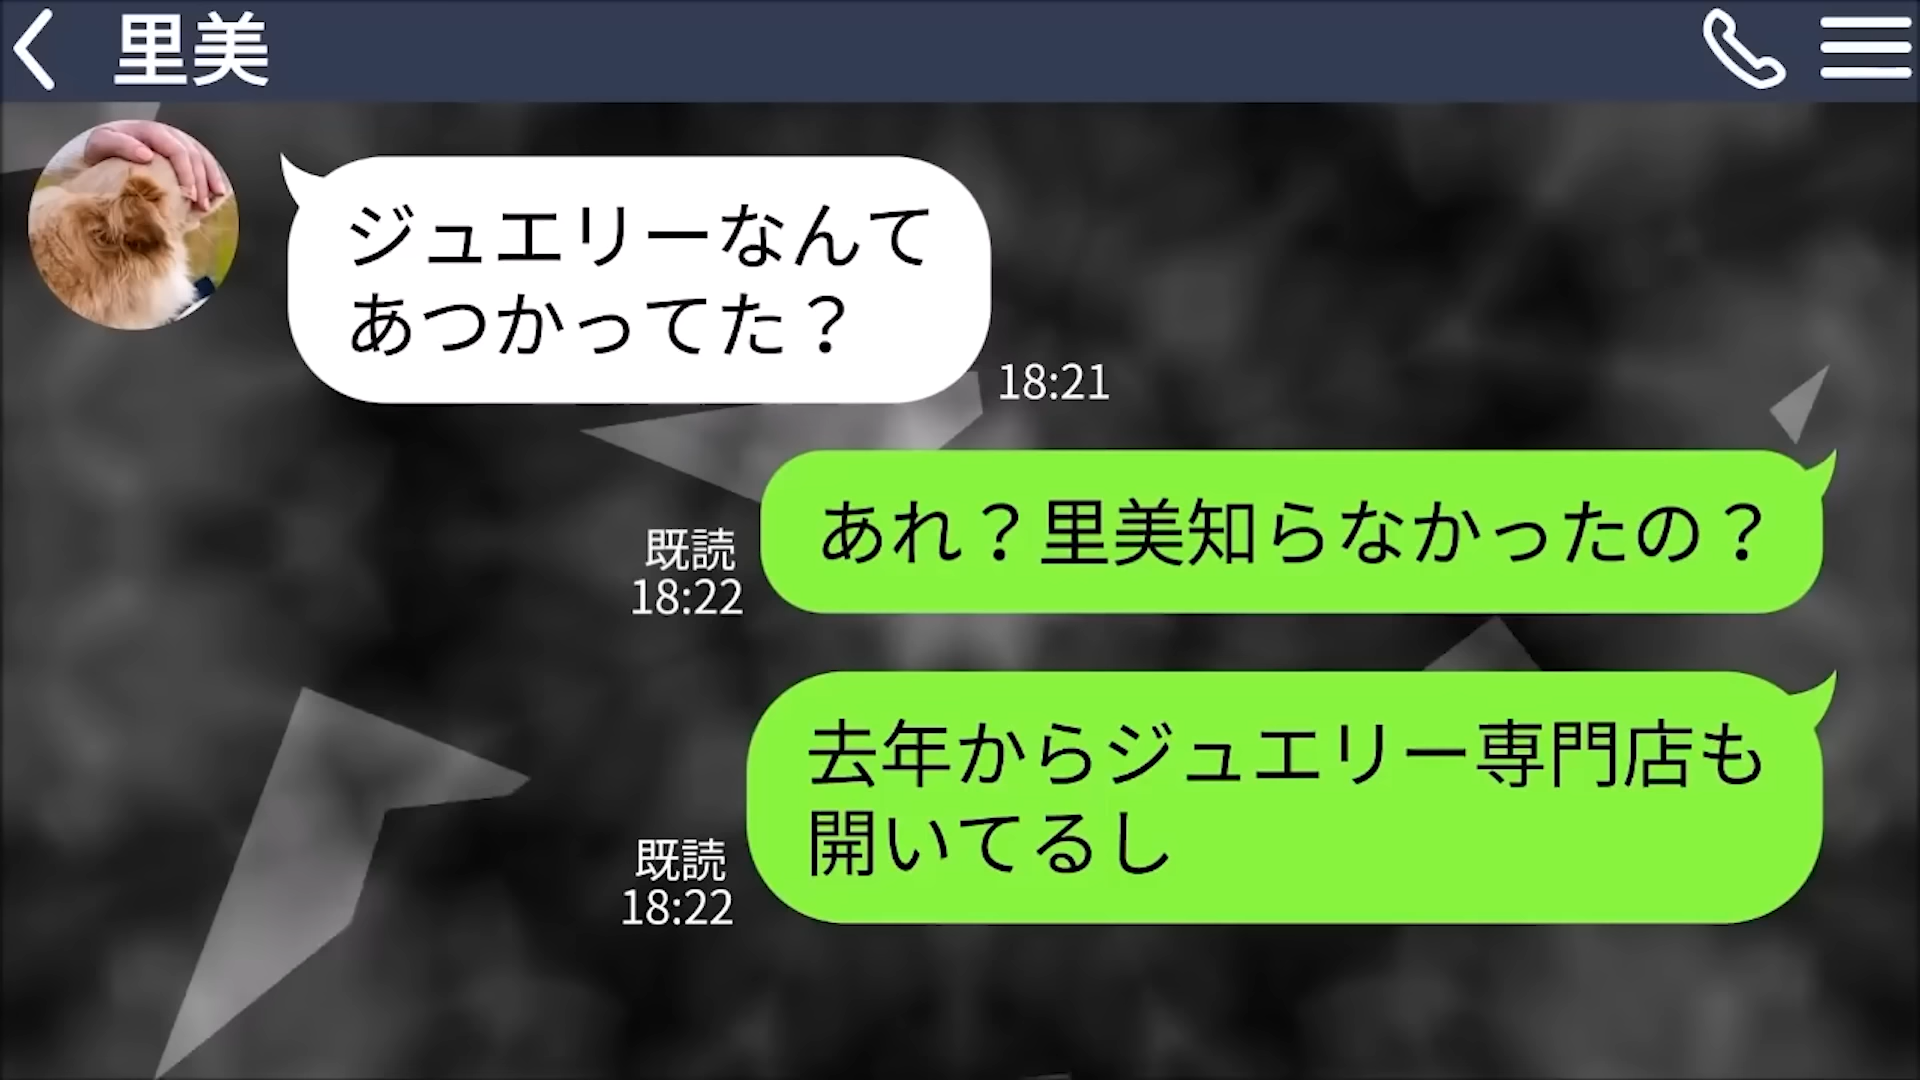 里美
ジュエリーなんて
あつかってた？
18:21
あれ？里美知らなかったの？
既読
18:22
去年からジュエリー専門店も
開いてるし
既読
18:22